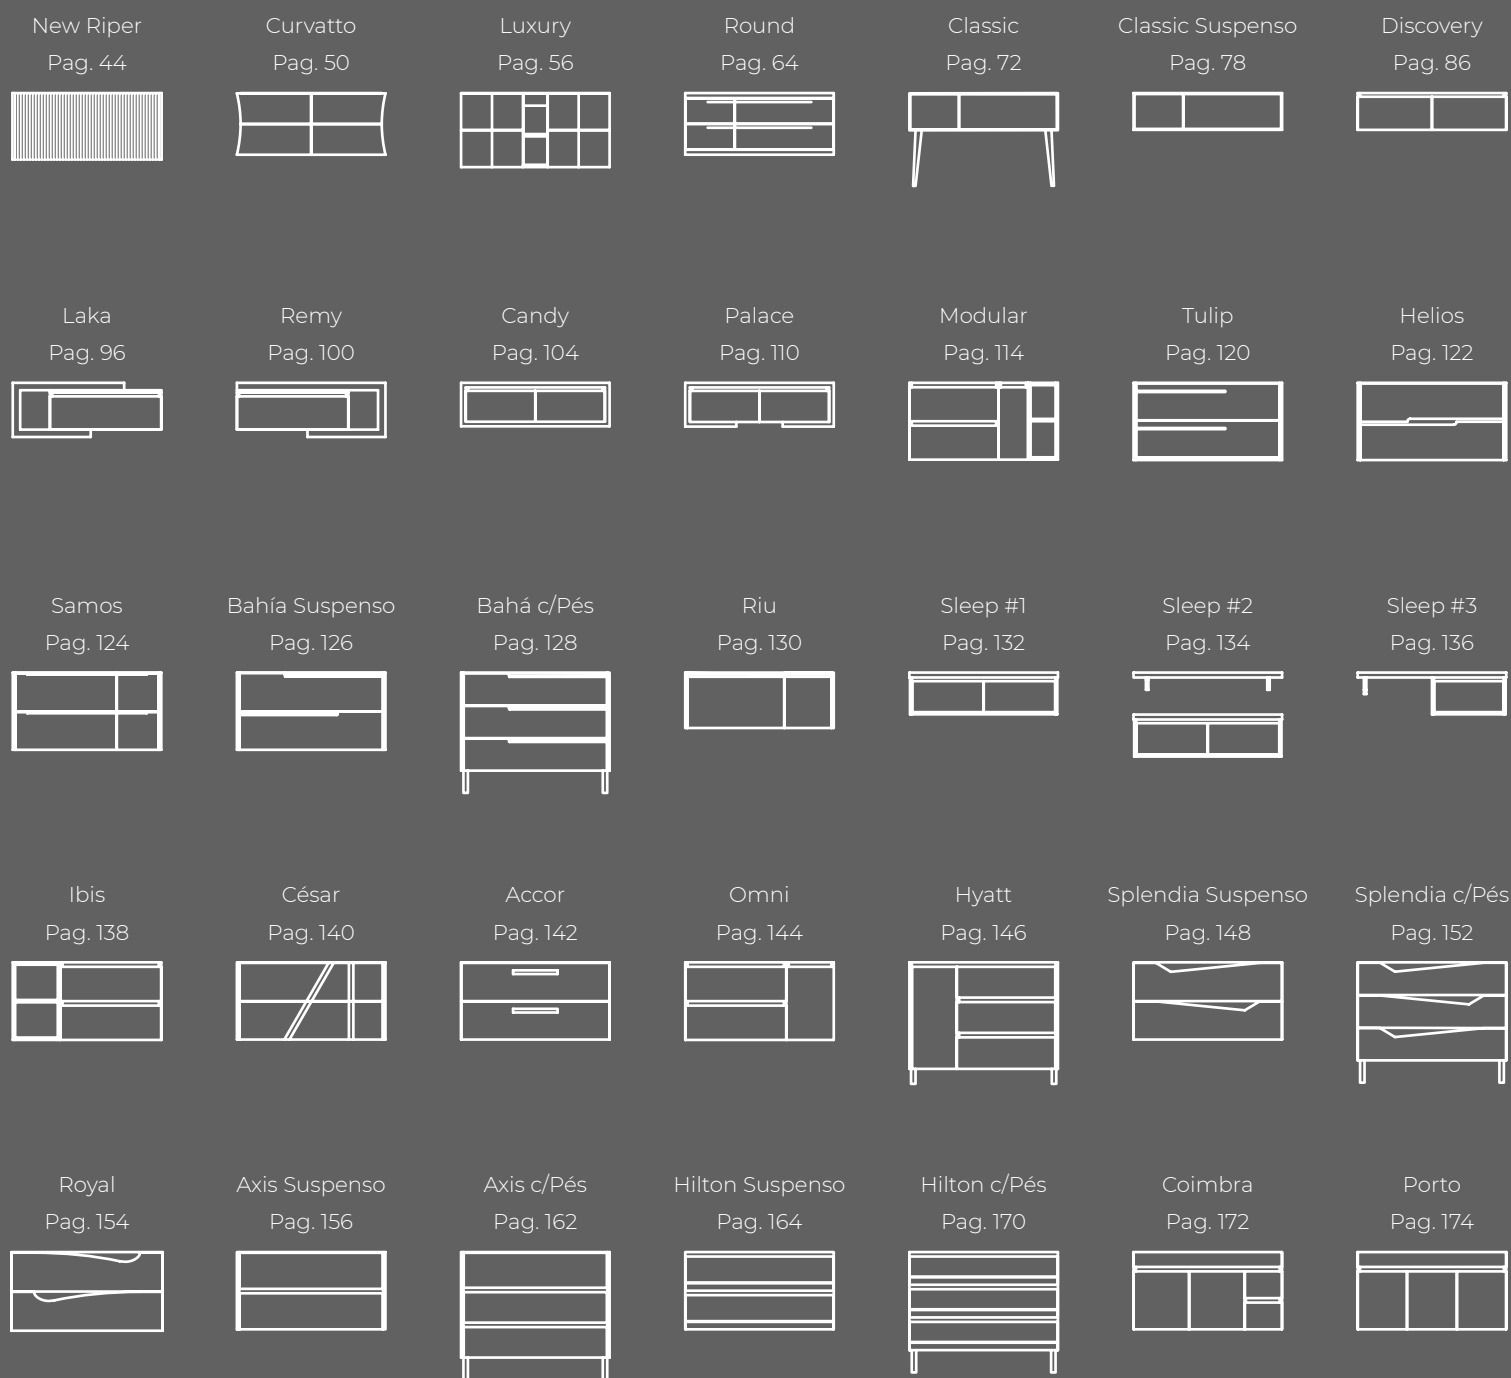 New Riper
Pag. 44
Curvatto
Pag. 50
Luxury
Pag. 56
Round
Pag. 64
Classic
Pag. 72
Classic Suspenso
Pag. 78
Discovery
Pag. 86
Laka
Pag. 96
Remy
Pag. 100
Candy
Pag. 104
Palace
Pag. 110
Modular
Pag. 114
Tulip
Pag. 120
Helios
Pag. 122
Samos
Pag. 124
Bahía Suspenso
Pag. 126
Bahá c/Pés
Pag. 128
Riu
Pag. 130
Sleep #1
Pag. 132
Sleep #2
Pag. 134
Sleep #3
Pag. 136
Ibis
Pag. 138
César
Pag. 140
Accor
Pag. 142
Omni
Pag. 144
Hyatt
Pag. 146
Splendia Suspenso
Pag. 148
Splendia c/Pés
Pag. 152
Royal
Pag. 154
Axis Suspenso
Pag. 156
Axis c/Pés
Pag. 162
Hilton Suspenso
Pag. 164
Hilton c/Pés
Pag. 170
Coimbra
Pag. 172
Porto
Pag. 174